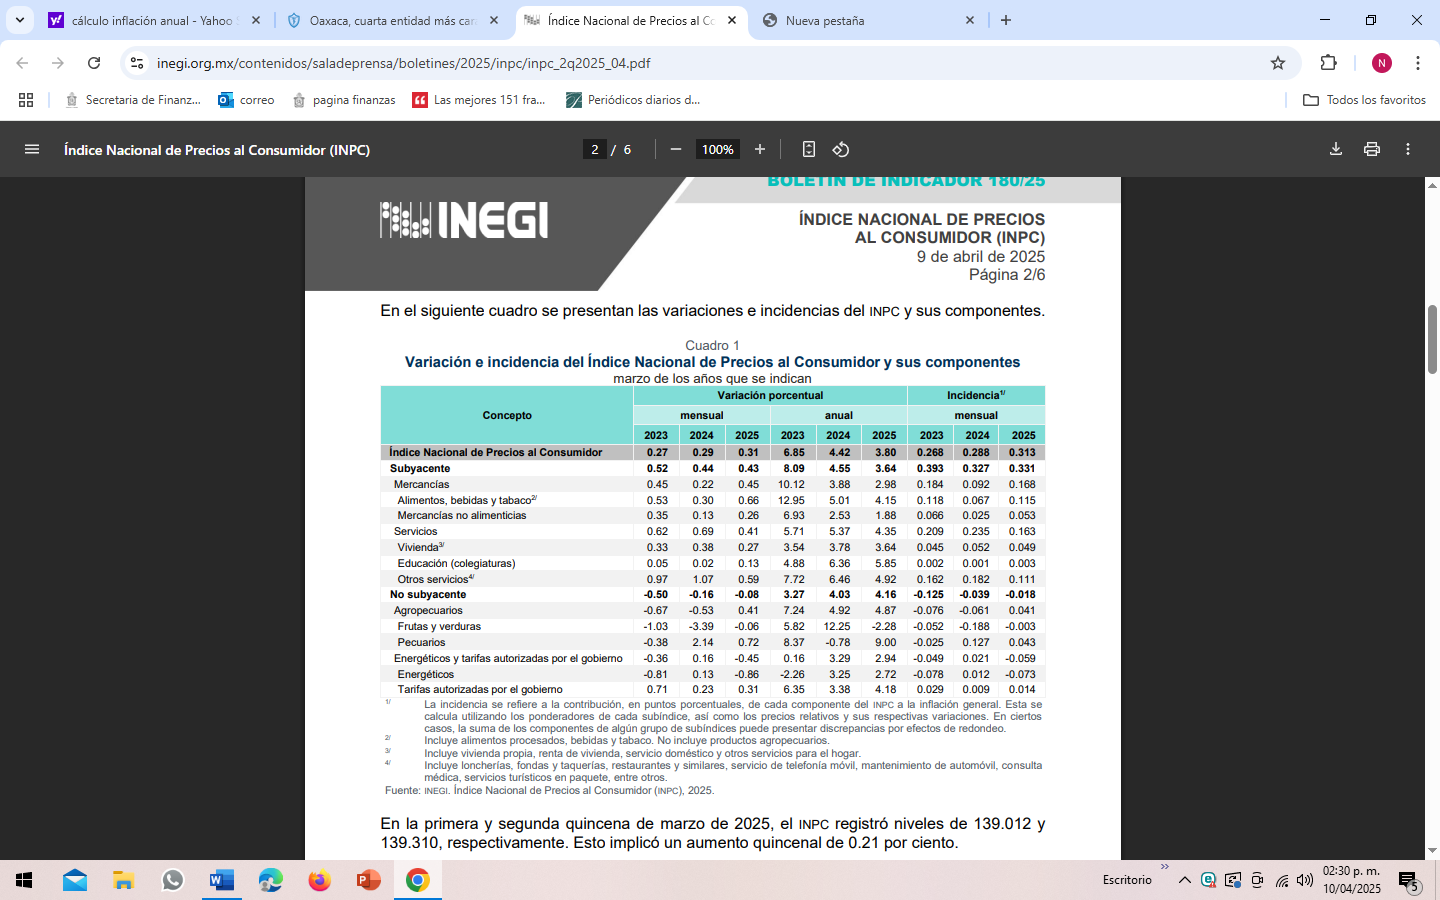 cálculo inflación anual - Yahoo
Oaxaca, cuarta entidad más car
Índice Nacional de Precios al Co
Nueva pestaña
inegi.org.mx/contenidos/saladeprensa/boletines/2025/inpc/inpc_2q2025_04.pdf
N
Secretaria de Finanz...
correo
pagina finanzas
Las mejores 151 fra...
Periódicos diarios d...
Todos los favoritos
Índice Nacional de Precios al Consumidor (INPC)
2 / 6
100%
BOLETÍN DE INDICADOR 180/25
INEGI
ÍNDICE NACIONAL DE PRECIOS
AL CONSUMIDOR (INPC)
9 de abril de 2025
Página 2/6
En el siguiente cuadro se presentan las variaciones e incidencias del INPC y sus componentes.
Cuadro 1
Variación e incidencia del Índice Nacional de Precios al Consumidor y sus componentes
marzo de los años que se indican
Concepto
Variación porcentual Incidencia1/
mensual anual mensual
2023 2024 2025 2023 2024 2025 2023 2024 2025
Índice Nacional de Precios al Consumidor 0.27 0.29 0.31 6.85 4.42 3.80 0.268 0.288 0.313
Subyacente 0.52 0.44 0.43 8.09 4.55 3.64 0.393 0.327 0.331
Mercancías 0.45 0.22 0.45 10.12 3.88 2.98 0.184 0.092 0.168
Alimentos, bebidas y tabaco2/ 0.53 0.30 0.66 12.95 5.01 4.15 0.118 0.067 0.115
Mercancías no alimenticias 0.35 0.13 0.26 6.93 2.53 1.88 0.066 0.025 0.053
Servicios 0.62 0.69 0.41 5.71 5.37 4.35 0.209 0.235 0.163
Vivienda3/ 0.33 0.38 0.27 3.54 3.78 3.64 0.045 0.052 0.049
Educación (colegiaturas) 0.05 0.02 0.13 4.88 6.36 5.85 0.002 0.001 0.003
Otros servicios4/ 0.97 1.07 0.59 7.72 6.46 4.92 0.162 0.182 0.111
No subyacente -0.50 -0.16 -0.08 3.27 4.03 4.16 -0.125 -0.039 -0.018
Agropecuarios -0.67 -0.53 0.41 7.24 4.92 4.87 -0.076 -0.061 0.041
Frutas y verduras -1.03 -3.39 -0.06 5.82 12.25 -2.28 -0.052 -0.188 -0.003
Pecuarios -0.38 2.14 0.72 8.37 -0.78 9.00 -0.025 0.127 0.043
Energéticos y tarifas autorizadas por el gobierno -0.36 0.16 -0.45 0.16 3.29 2.94 -0.049 0.021 -0.059
Energéticos -0.81 0.13 -0.86 -2.26 3.25 2.72 -0.078 0.012 -0.073
Tarifas autorizadas por el gobierno 0.71 0.23 0.31 6.35 3.38 4.18 0.029 0.009 0.014
1/ La incidencia se refiere a la contribución, en puntos porcentuales, de cada componente del INPC a la inflación general. Esta se
calcula utilizando los ponderadores de cada subíndice, así como los precios relativos y sus respectivas variaciones. En ciertos
casos, la suma de los componentes de algún grupo de subíndices puede presentar discrepancias por efectos de redondeo.
2/ Incluye alimentos procesados, bebidas y tabaco. No incluye productos agropecuarios.
3/ Incluye vivienda propia, renta de vivienda, servicio doméstico y otros servicios para el hogar.
4/ Incluye loncherías, fondas y taquerías, restaurantes y similares, servicio de telefonía móvil, mantenimiento de automóvil, consulta
médica, servicios turísticos en paquete, entre otros.
Fuente: INEGI. Índice Nacional de Precios al Consumidor (INPC), 2025.
En la primera y segunda quincena de marzo de 2025, el INPC registró niveles de 139.012 y
139.310, respectivamente. Esto implicó un aumento quincenal de 0.21 por ciento.
Escritorio
02:30 p. m.
10/04/2025
5